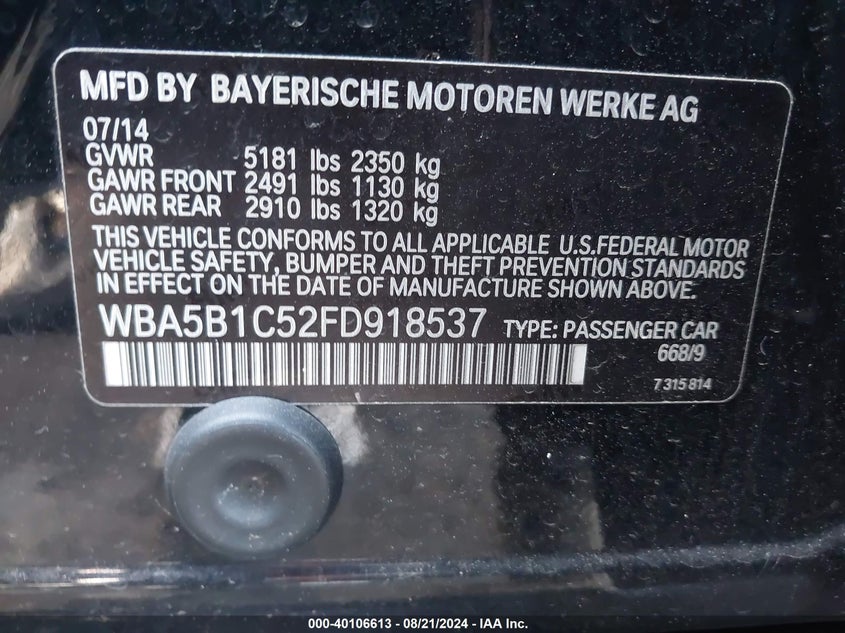 MFD BY BAYERISCHE MOTOREN WERKE AG
07/14
GVWR 5181 lbs 2350 kg
GAWR FRONT 2491 lbs 1130 kg
GAWR REAR 2910 lbs 1320 kg
THIS VEHICLE CONFORMS TO ALL APPLICABLE U.S.FEDERAL MOTOR
VEHICLE SAFETY, BUMPER AND THEFT PREVENTION STANDARDS
IN EFFECT ON THE DATE OF MANUFACTURE SHOWN ABOVE.
WBA5B1C52FD918537 TYPE: PASSENGER CAR
668/9
7 315 814
000-40106613 - 08/21/2024 - IAA Inc.